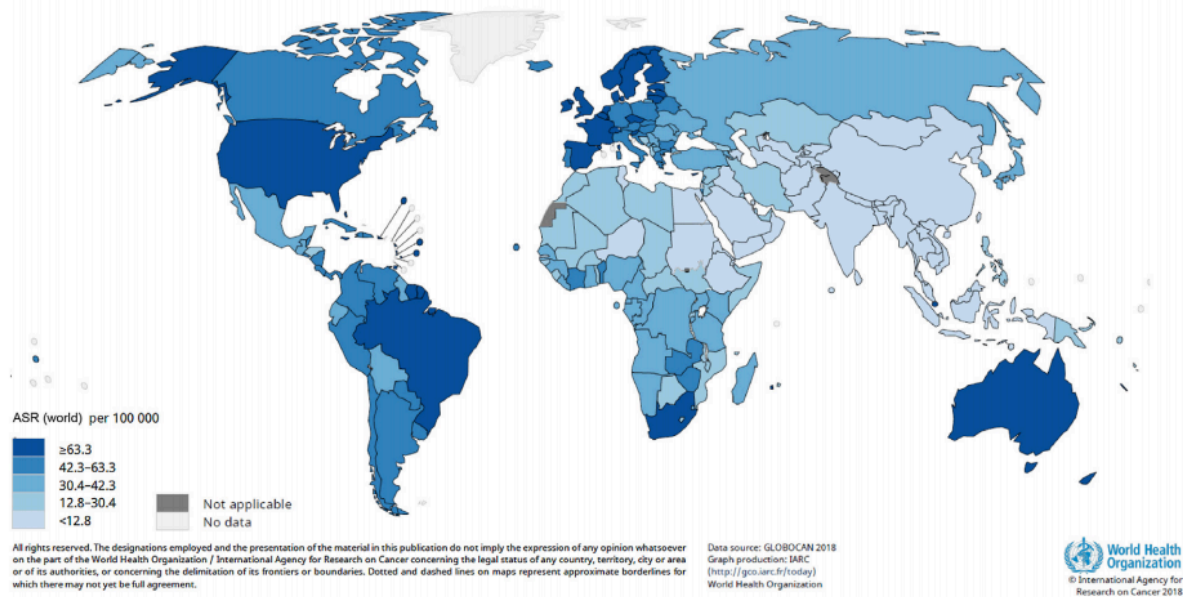 ASR (world) per 100 000
≥63.3
42.3–63.3
30.4–42.3
12.8–30.4
<12.8
Not applicable
No data
All rights reserved. The designations employed and the presentation of the material in this publication do not imply the expression of any opinion whatsoever
on the part of the World Health Organization / International Agency for Research on Cancer concerning the legal status of any country, territory, city or area
or of its authorities, or concerning the delimitation of its frontiers or boundaries. Dotted and dashed lines on maps represent approximate borderlines for
which there may not yet be full agreement.
Data source: GLOBOCAN 2018
Graph production: IARC
(http://gco.iarc.fr/today)
World Health Organization
World Health
Organization
© International Agency for
Research on Cancer 2018